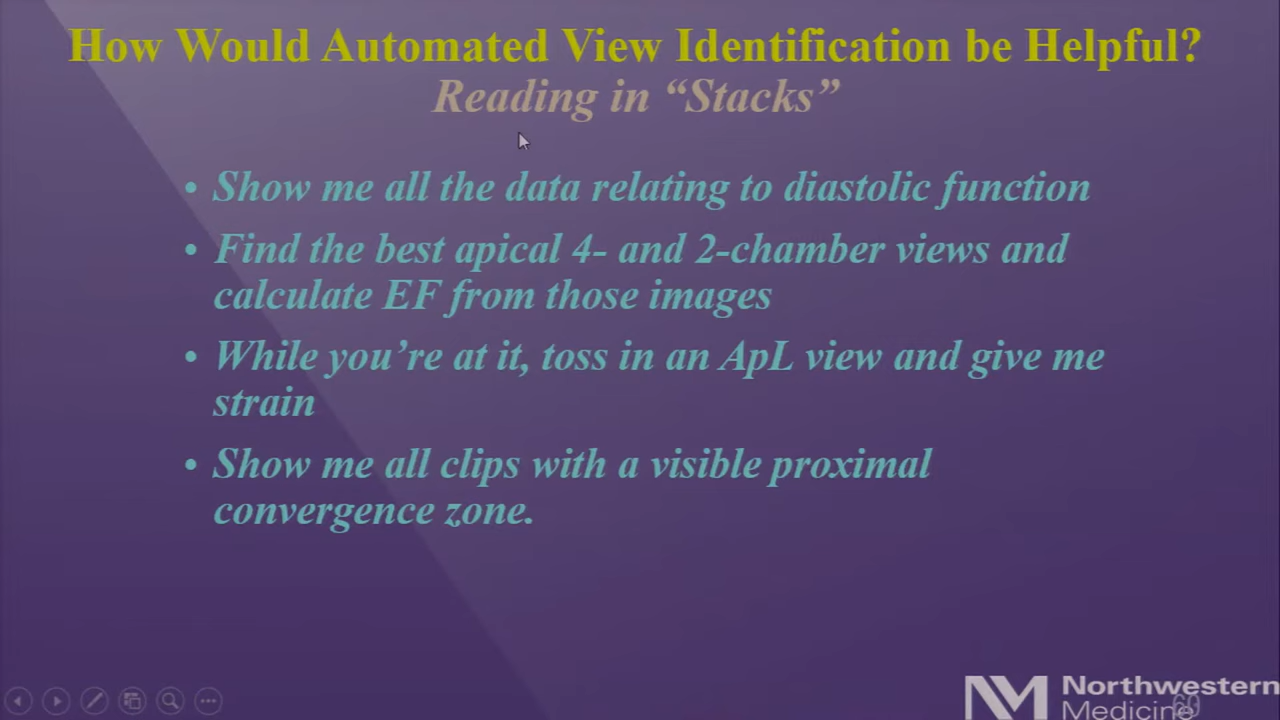 How Would Automated View Identification be Helpful?
Reading in “Stacks”
• Show me all the data relating to diastolic function
• Find the best apical 4- and 2-chamber views and
calculate EF from those images
• While you’re at it, toss in an ApL view and give me
strain
• Show me all clips with a visible proximal
convergence zone.
NM Northwestern
Medicine
60